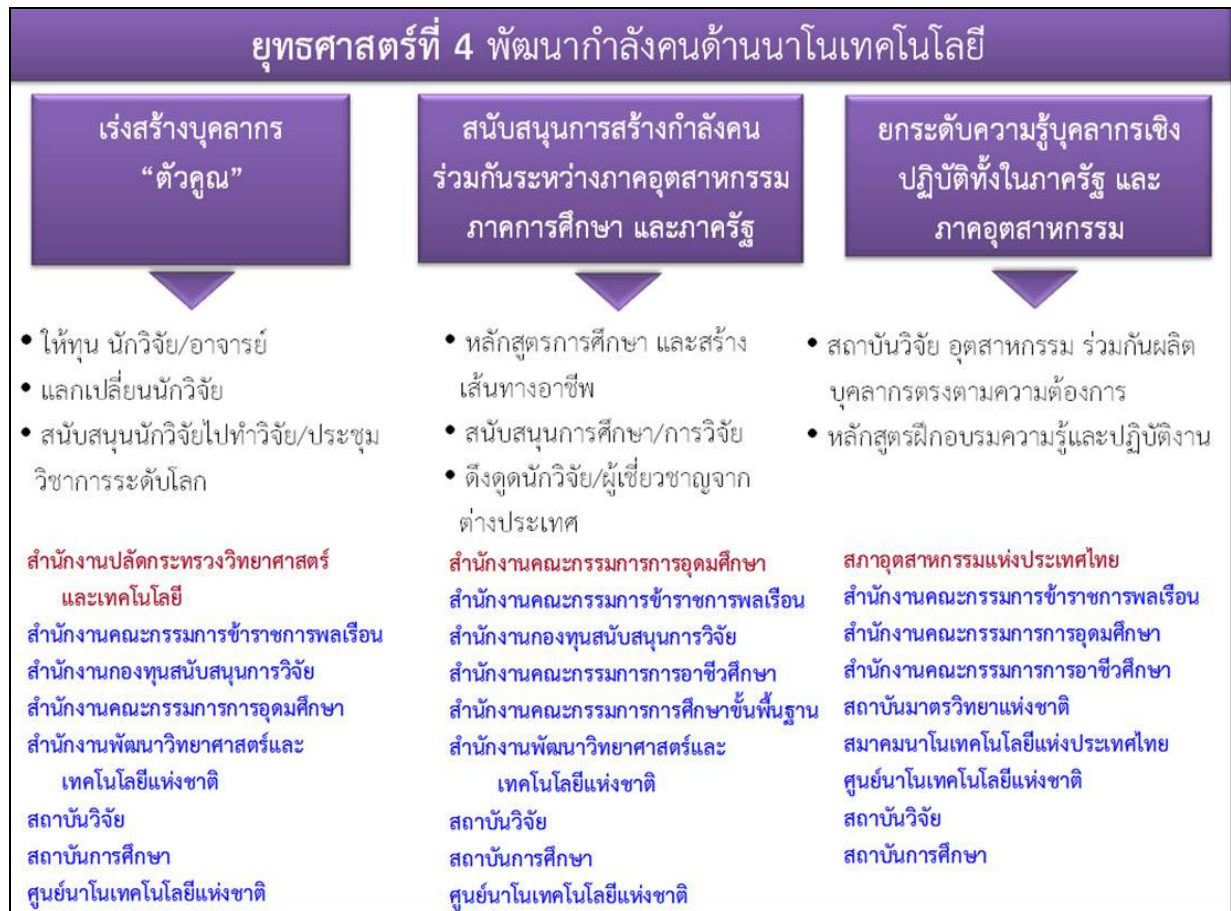 ยุทธศาสตร์ที่ 4 พัฒนากำลังคนด้านนาโนเทคโนโลยี
เร่งสร้างบุคลากร
“ตัวคูณ”
• ให้ทุน นักวิจัย/อาจารย์
• แลกเปลี่ยนนักวิจัย
• สนับสนุนนักวิจัยไปทำวิจัย/ประชุม
วิชาการระดับโลก
สำนักงานปลัดกระทรวงวิทยาศาสตร์
และเทคโนโลยี
สำนักงานคณะกรรมการข้าราชการพลเรือน
สำนักงานกองทุนสนับสนุนการวิจัย
สำนักงานคณะกรรมการการอุดมศึกษา
สำนักงานพัฒนาวิทยาศาสตร์และ
เทคโนโลยีแห่งชาติ
สถาบันวิจัย
สถาบันการศึกษา
ศูนย์นาโนเทคโนโลยีแห่งชาติ
สนับสนุนการสร้างกำลังคน
ร่วมกันระหว่างภาคอุตสาหกรรม
ภาคการศึกษา และภาครัฐ
• หลักสูตรการศึกษา และสร้าง
เส้นทางอาชีพ
• สนับสนุนการศึกษา/การวิจัย
• ดึงดูดนักวิจัย/ผู้เชี่ยวชาญจาก
ต่างประเทศ
สำนักงานคณะกรรมการการอุดมศึกษา
สำนักงานคณะกรรมการข้าราชการพลเรือน
สำนักงานกองทุนสนับสนุนการวิจัย
สำนักงานคณะกรรมการการอาชีวศึกษา
สำนักงานคณะกรรมการการศึกษาขั้นพื้นฐาน
สำนักงานพัฒนาวิทยาศาสตร์และ
เทคโนโลยีแห่งชาติ
สถาบันวิจัย
สถาบันการศึกษา
ศูนย์นาโนเทคโนโลยีแห่งชาติ
ยกระดับความรู้บุคลากรเชิง
ปฏิบัติทั้งในภาครัฐ และ
ภาคอุตสาหกรรม
• สถาบันวิจัย อุตสาหกรรม ร่วมกันผลิต
บุคลากรตรงตามความต้องการ
• หลักสูตรฝึกอบรมความรู้และปฏิบัติงาน
สภาอุตสาหกรรมแห่งประเทศไทย
สำนักงานคณะกรรมการข้าราชการพลเรือน
สำนักงานคณะกรรมการการอุดมศึกษา
สำนักงานคณะกรรมการการอาชีวศึกษา
สถาบันมาตรวิทยาแห่งชาติ
สมาคมนาโนเทคโนโลยีแห่งประเทศไทย
ศูนย์นาโนเทคโนโลยีแห่งชาติ
สถาบันวิจัย
สถาบันการศึกษา